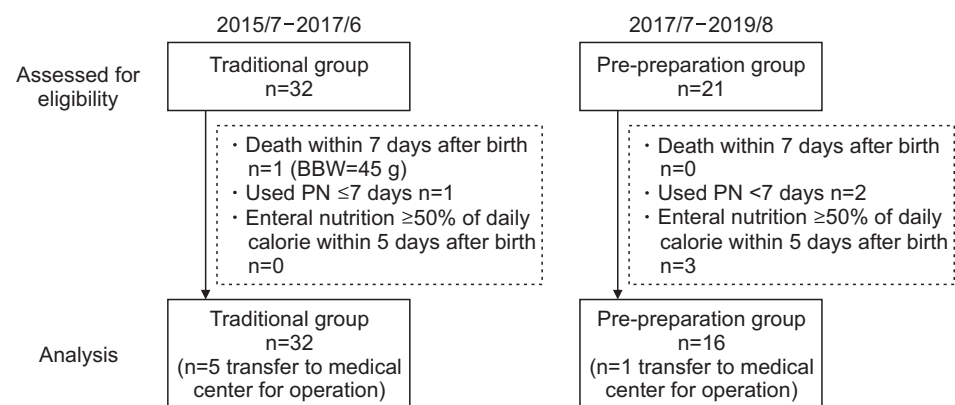 2015/7–2017/6
2017/7–2019/8
Assessed for
eligibility
Traditional group
n=32
Pre-preparation group
n=21
・Death within 7 days after birth
n=1 (BBW=45 g)
・Used PN ≤7 days n=1
・Enteral nutrition ≥50% of daily
calorie within 5 days after birth
n=0
・Death within 7 days after birth
n=0
・Used PN <7 days n=2
・Enteral nutrition ≥50% of daily
calorie within 5 days after birth
n=3
Analysis
Traditional group
n=32
(n=5 transfer to medical
center for operation)
Pre-preparation group
n=16
(n=1 transfer to medical
center for operation)